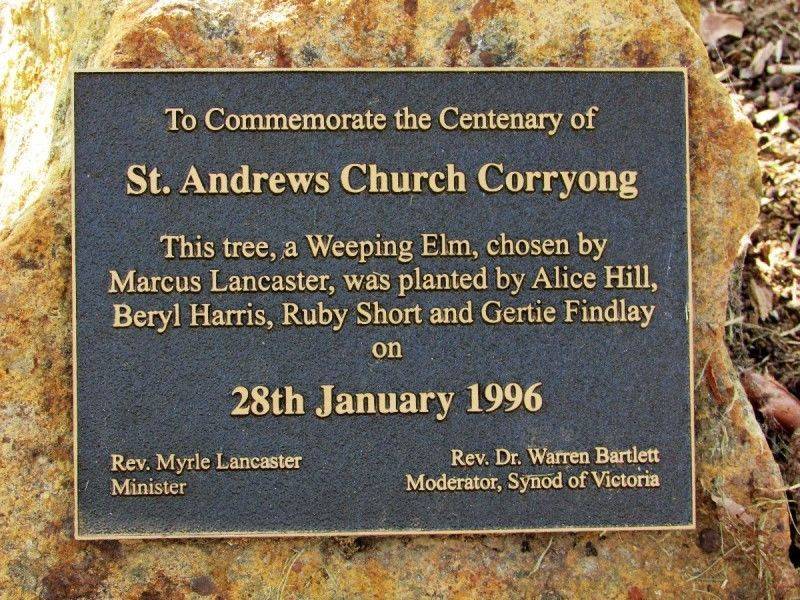 To Commemorate the Centenary of
St. Andrews Church Corryong
This tree, a Weeping Elm, chosen by
Marcus Lancaster, was planted by Alice Hill,
Beryl Harris, Ruby Short and Gertie Findlay
on
28th January 1996
Rev. Myrle Lancaster
Minister
Rev. Dr. Warren Bartlett
Moderator, Synod of Victoria